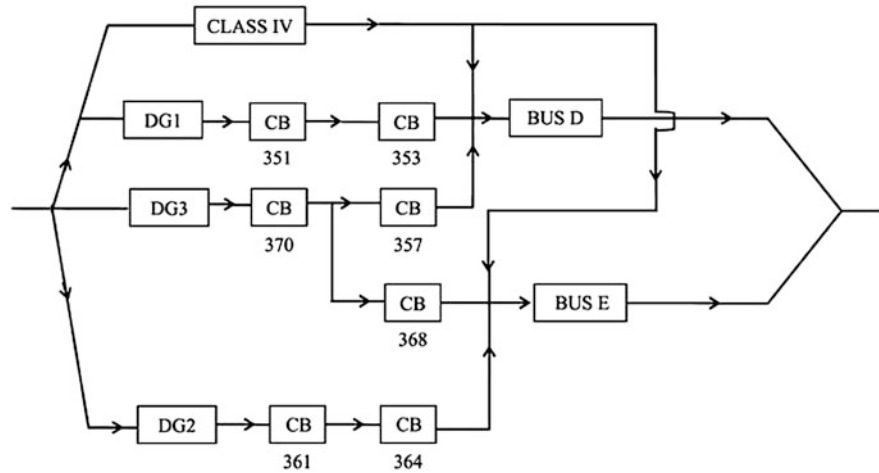 CLASS IV
DG1 CB CB BUS D
351 353
DG3 CB CB
370 357
CB BUS E
368
DG2 CB CB
361 364